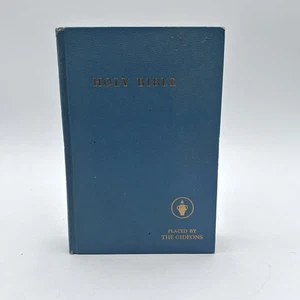 HOLY BIBLE
PLACED BY
THE GIDEONS